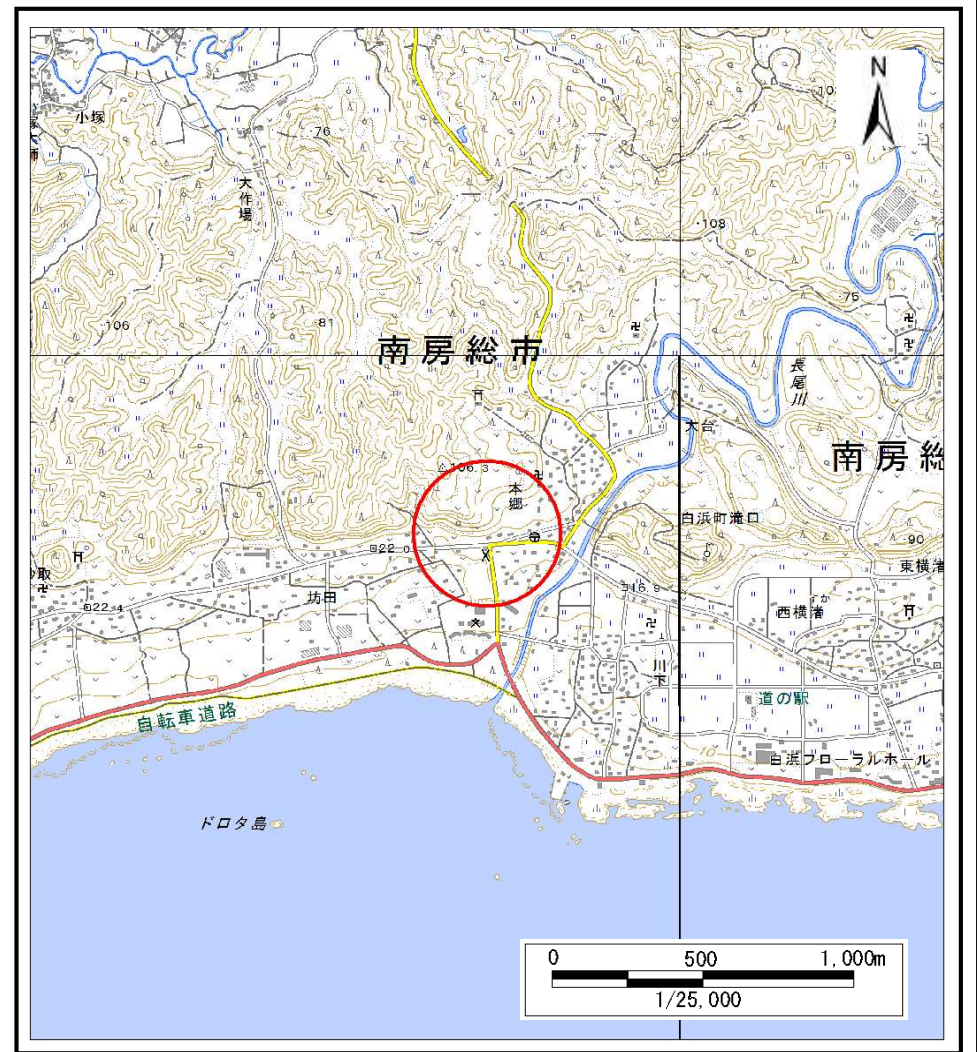 N
小塚
76
大作場
108
75
106
81
南房総市
長尾川
大台
南房総
106.3
本郷
白浜町滝口
22.0
90
東横渚
坊田
16.9
西横渚
22.4
川下
道の駅
自転車道路
10
白浜フローラルホール
ドロタ島
0 500 1,000m
1/25,000